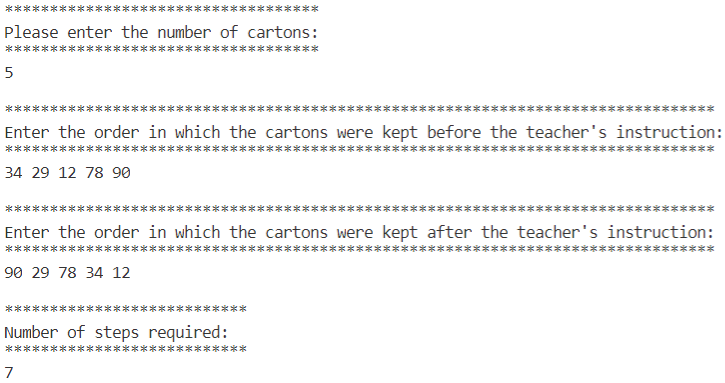 ***********************************
Please enter the number of cartons:
***********************************
5
*******************************************************************************
Enter the order in which the cartons were kept before the teacher's instruction:
*******************************************************************************
34 29 12 78 90
*******************************************************************************
Enter the order in which the cartons were kept after the teacher's instruction:
*******************************************************************************
90 29 78 34 12
***************************
Number of steps required:
***************************
7